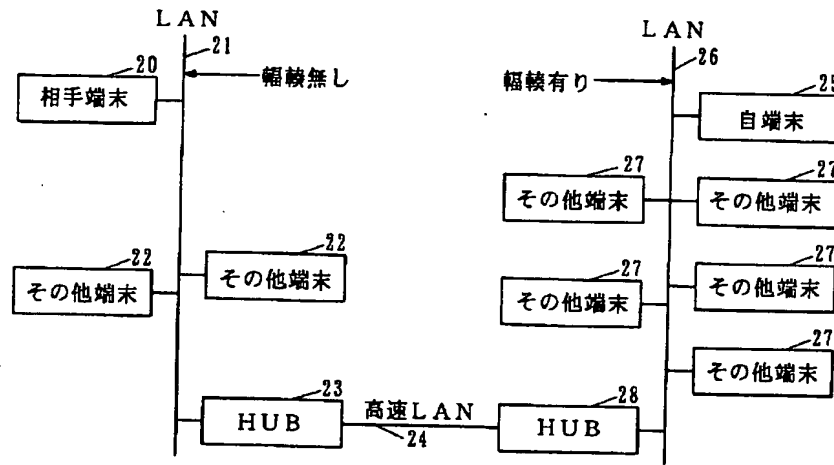 LAN
21
20
輻輳無し
相手端末
22
その他端末
22
その他端末
23
HUB
高速LAN
24
LAN
26
輻輳有り
25
自端末
27
その他端末
27
その他端末
27
その他端末
27
その他端末
27
その他端末
28
HUB